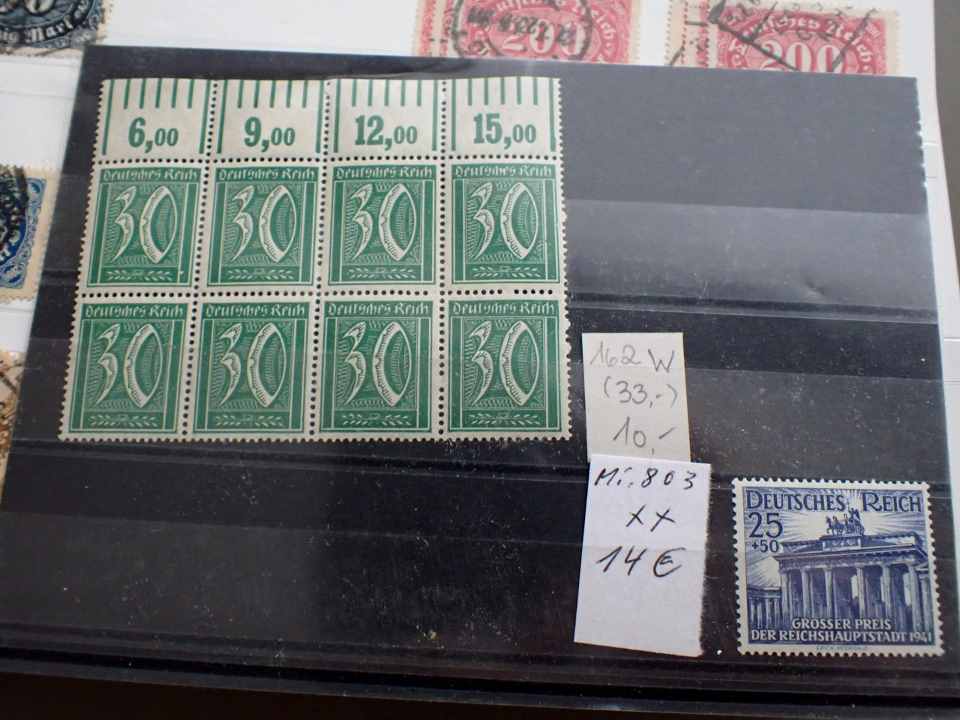 200
200
6,00 9,00 12,00 15,00
Deutsches Reich Deutsches Reich Deutsches Reich Deutsches Reich
30 30 30 30
Deutsches Reich Deutsches Reich Deutsches Reich Deutsches Reich
30 30 30 30
162 W
(33,-)
10,-
Mi. 803
xx
14 €
DEUTSCHES REICH
25
+50
GROSSER PREIS
DER REICHSHAUPTSTADT 1941